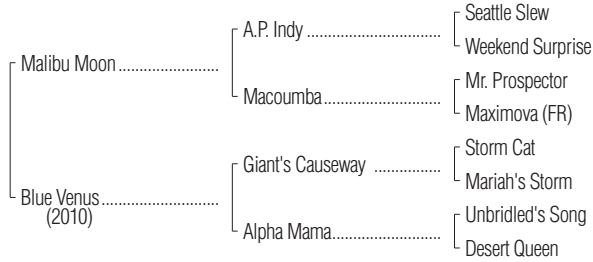 Seattle Slew
A.P. Indy
Weekend Surprise
Malibu Moon
Mr. Prospector
Macoumba
Maximova (FR)
Storm Cat
Giant's Causeway
Mariah's Storm
Blue Venus
(2010)
Unbridled's Song
Alpha Mama
Desert Queen